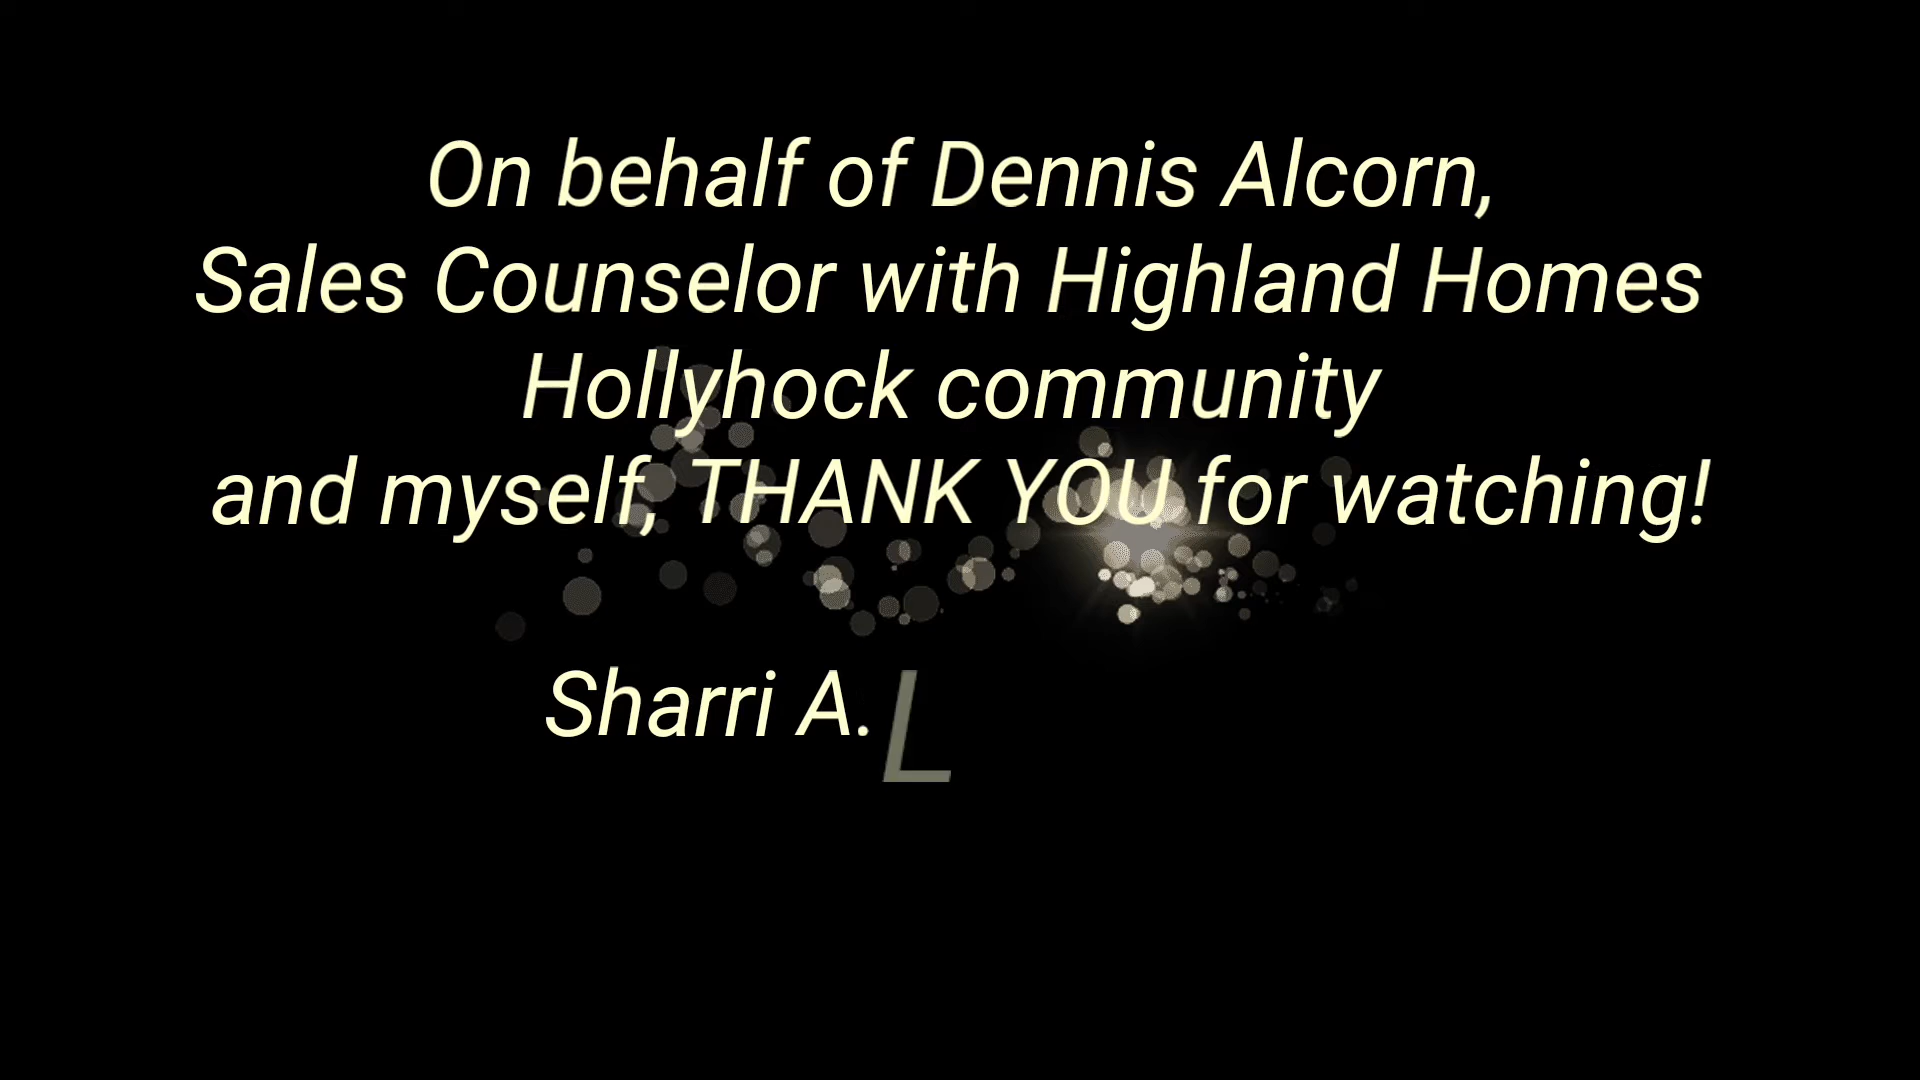 On behalf of Dennis Alcorn,
Sales Counselor with Highland Homes
Hollyhock community
and myself, THANK YOU for watching!
Sharri A. L